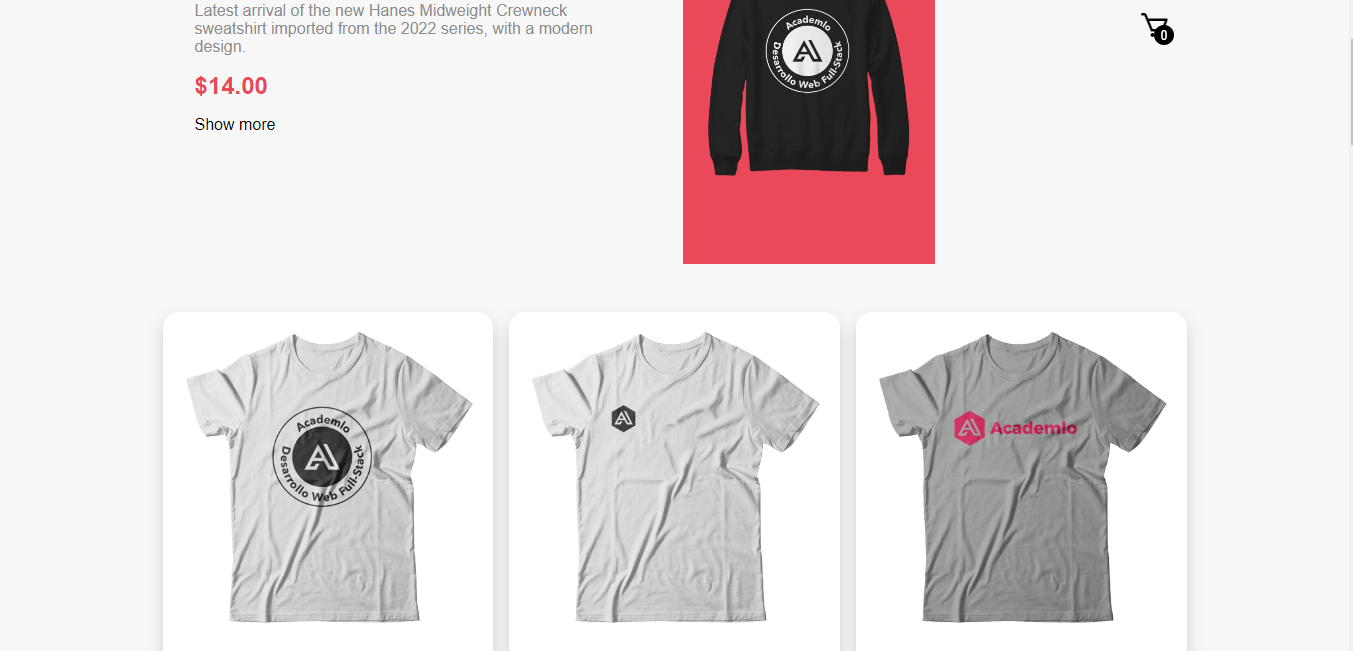 Latest arrival of the new Hanes Midweight Crewneck
sweatshirt imported from the 2022 series, with a modern
design.
$14.00
Show more
Academlo
Desarrollo Web Full-Stack
0
Academlo
Desarrollo Web Full-Stack
Academlo